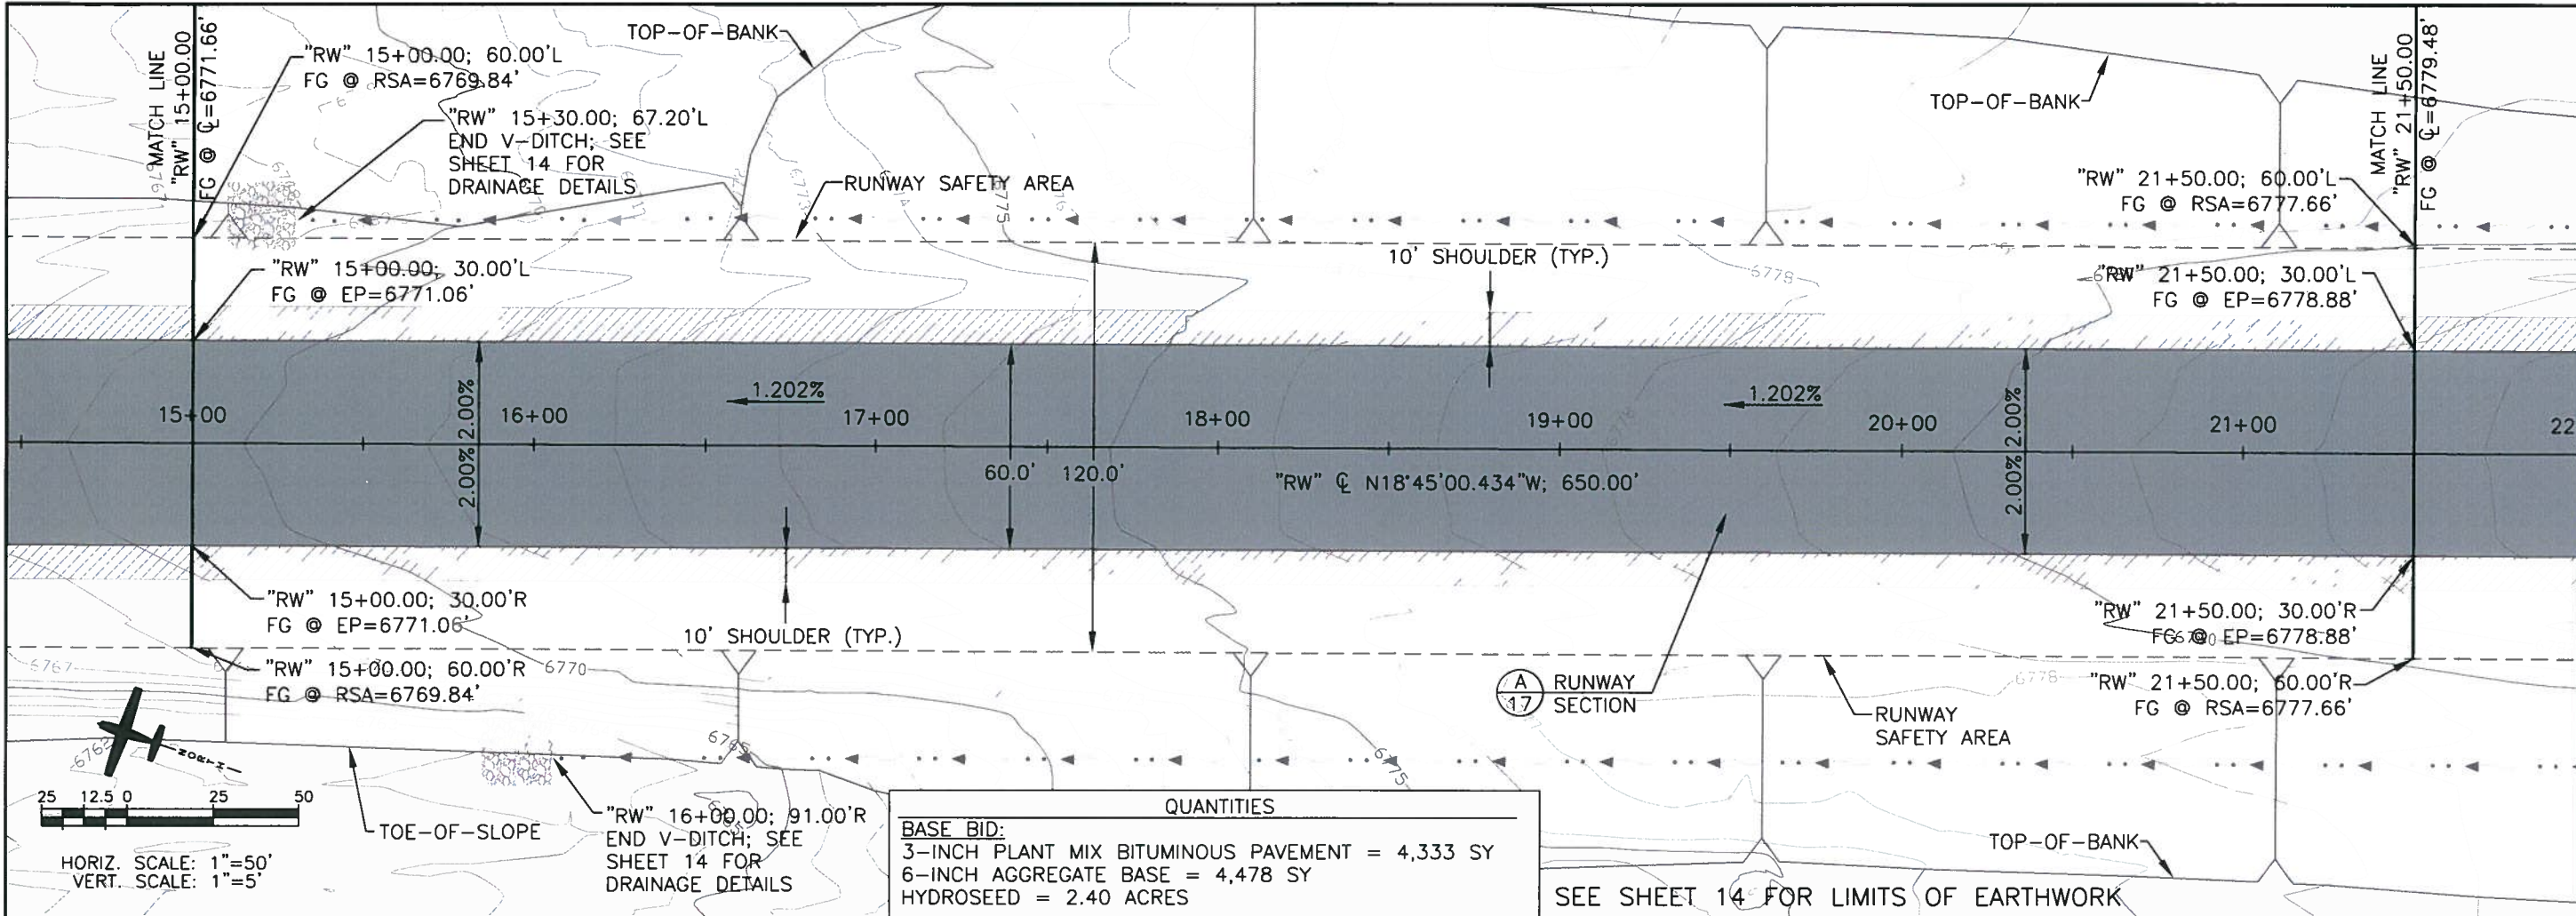 MATCH LINE
"RW" 15+00.00
FG @ ℄=6771.66'
"RW" 15+00.00; 60.00'L
FG @ RSA=6769.84'
"RW" 15+30.00; 67.20'L
END V-DITCH; SEE
SHEET 14 FOR
DRAINAGE DETAILS
TOP-OF-BANK
RUNWAY SAFETY AREA
6773
6775
"RW" 15+00.00; 30.00'L
FG @ EP=6771.06'
10' SHOULDER (TYP.)
6778
TOP-OF-BANK
MATCH LINE
"RW" 21+50.00
FG @ ℄=6779.48'
"RW" 21+50.00; 60.00'L
FG @ RSA=6777.66'
"RW" 21+50.00; 30.00'L
FG @ EP=6778.88'
15+00
16+00
17+00
18+00
19+00
20+00
21+00
22
1.202%
1.202%
2.00% 2.00%
2.00% 2.00%
60.0'
120.0'
"RW" ℄ N18°45'00.434"W; 650.00'
6776
"RW" 15+00.00; 30.00'R
FG @ EP=6771.06'
"RW" 15+00.00; 60.00'R
FG @ RSA=6769.84'
6767
6770
10' SHOULDER (TYP.)
A
17
RUNWAY
SECTION
RUNWAY
SAFETY AREA
6778
"RW" 21+50.00; 30.00'R
FG @ EP=6778.88'
"RW" 21+50.00; 60.00'R
FG @ RSA=6777.66'
6762
NORTH
6765
6775
25 12.5 0 25 50
HORIZ. SCALE: 1"=50'
VERT. SCALE: 1"=5'
TOE-OF-SLOPE
"RW" 16+00.00; 91.00'R
END V-DITCH; SEE
SHEET 14 FOR
DRAINAGE DETAILS
QUANTITIES
BASE BID:
3-INCH PLANT MIX BITUMINOUS PAVEMENT = 4,333 SY
6-INCH AGGREGATE BASE = 4,478 SY
HYDROSEED = 2.40 ACRES
TOP-OF-BANK
SEE SHEET 14 FOR LIMITS OF EARTHWORK